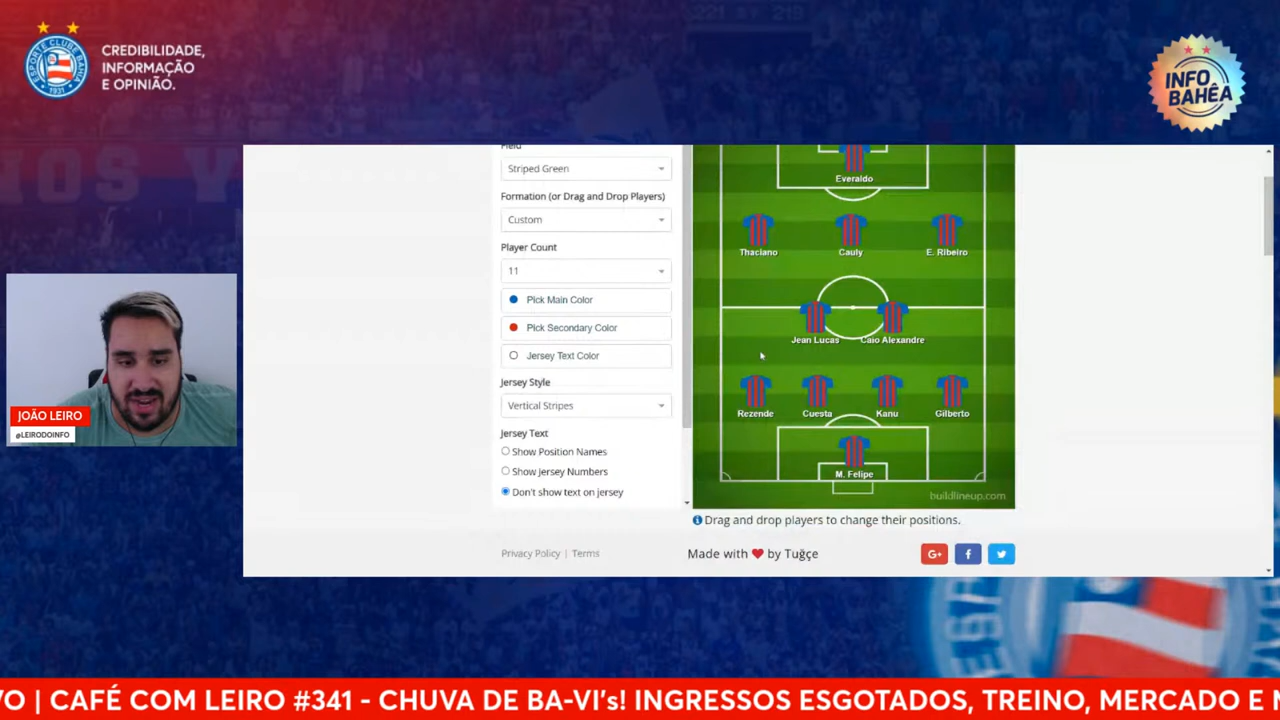 CREDIBILIDADE,
INFORMAÇÃO
E OPINIÃO.
ESPORTE CLUBE BAHIA
1931
INFO
BAHÊA
Field
Striped Green
Formation (or Drag and Drop Players)
Custom
Player Count
11
Pick Main Color
Pick Secondary Color
Jersey Text Color
Jersey Style
Vertical Stripes
Jersey Text
Show Position Names
Show Jersey Numbers
Don't show text on jersey
Everaldo
Thaciano
Cauly
E. Ribeiro
Jean Lucas
Caio Alexandre
Rezende
Cuesta
Kanu
Gilberto
M. Felipe
buildlineup.com
Drag and drop players to change their positions.
Privacy Policy | Terms
Made with ❤ by Tuğçe
G+
f
JOÃO LEIRO
@LEIRODOINFO
VO | CAFÉ COM LEIRO #341 - CHUVA DE BA-VI's! INGRESSOS ESGOTADOS, TREINO, MERCADO E